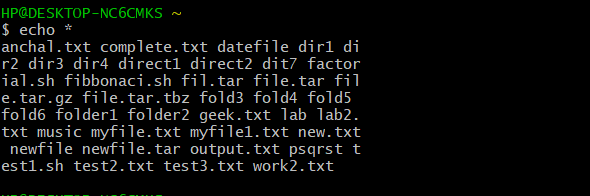 HP@DESKTOP-NC6CMKS ~
$ echo *
anchal.txt complete.txt datefile dir1 di
r2 dir3 dir4 direct1 direct2 dit7 factor
ial.sh fibbonaci.sh fil.tar file.tar fil
e.tar.gz file.tar.tbz fold3 fold4 fold5
fold6 folder1 folder2 geek.txt lab lab2.
txt music myfile.txt myfile1.txt new.txt
 newfile newfile.tar output.txt psqrst t
est1.sh test2.txt test3.txt work2.txt